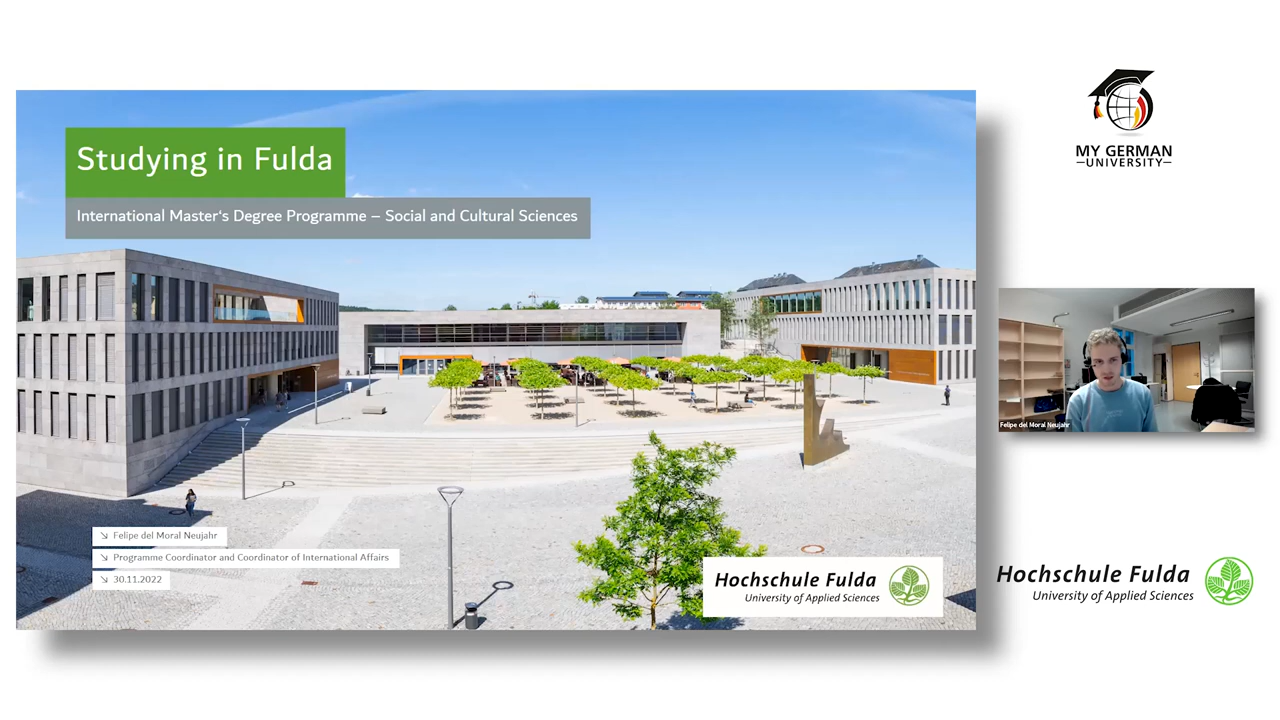 Studying in Fulda
International Master‘s Degree Programme – Social and Cultural Sciences
↘ Felipe del Moral Neujahr
↘ Programme Coordinator and Coordinator of International Affairs
↘ 30.11.2022
Hochschule Fulda
University of Applied Sciences
MY GERMAN
UNIVERSITY
Felipe del Moral Neujahr
Hochschule Fulda
University of Applied Sciences